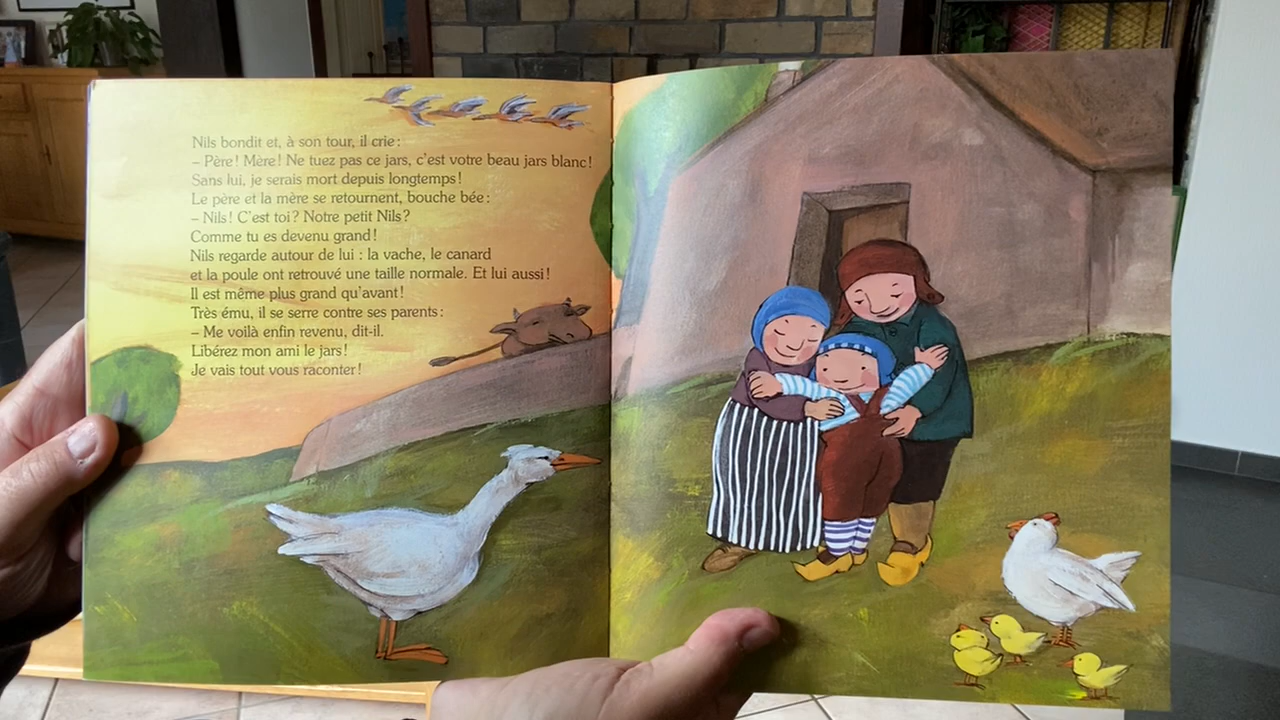 Nils bondit et, à son tour, il crie :
– Père ! Mère ! Ne tuez pas ce jars, c’est votre beau jars blanc !
Sans lui, je serais mort depuis longtemps !
Le père et la mère se retournent, bouche bée :
– Nils ! C’est toi ? Notre petit Nils ?
Comme tu es devenu grand !
Nils regarde autour de lui : la vache, le canard
et la poule ont retrouvé une taille normale. Et lui aussi !
Il est même plus grand qu’avant !
Très ému, il se serre contre ses parents :
– Me voilà enfin revenu, dit-il.
Libérez mon ami le jars !
Je vais tout vous raconter !